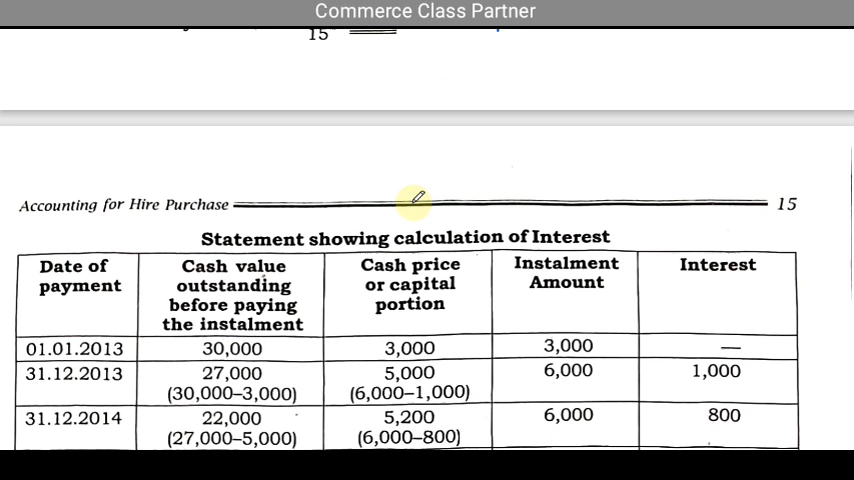 Commerce Class Partner
15
Accounting for Hire Purchase 15
Statement showing calculation of Interest
Date of payment
Cash value outstanding before paying the instalment
Cash price or capital portion
Instalment Amount
Interest
01.01.2013 30,000 3,000 3,000 —
31.12.2013 27,000 5,000 6,000 1,000
(30,000–3,000) (6,000–1,000)
31.12.2014 22,000 5,200 6,000 800
(27,000–5,000) (6,000–800)